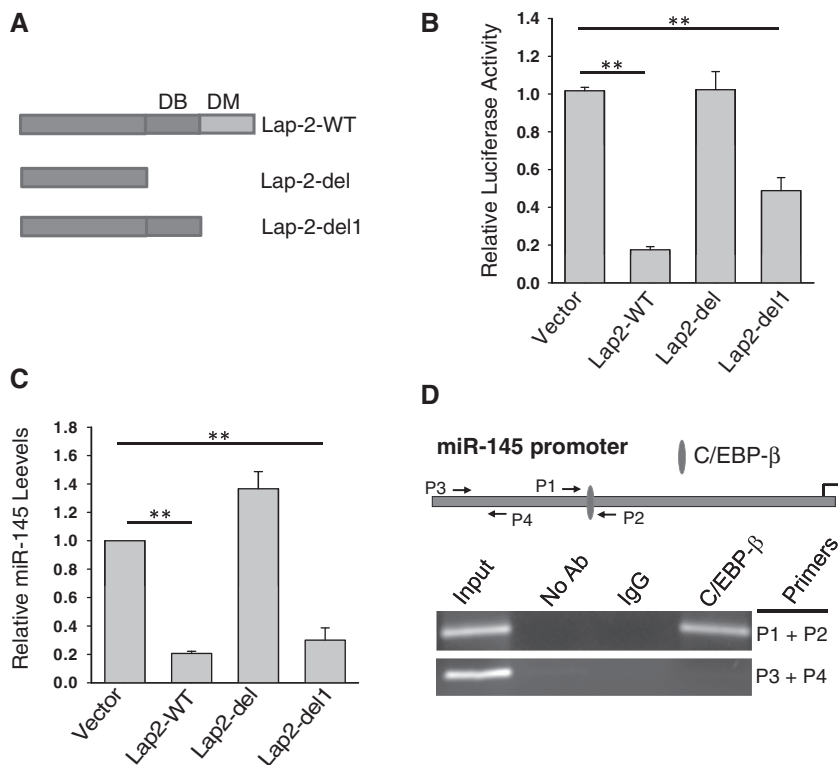 A
DB DM
Lap-2-WT
Lap-2-del
Lap-2-del1
B
Relative Luciferase Activity
1.4
1.2
1.0
0.8
0.6
0.4
0.2
0.0
**
**
Vector
Lap2-WT
Lap2-del
Lap2-del1
C
Relative miR-145 Leevels
1.8
1.6
1.4
1.2
1.0
0.8
0.6
0.4
0.2
0.0
**
**
Vector
Lap2-WT
Lap2-del
Lap2-del1
D
miR-145 promoter
C/EBP-β
P3
P1
P4
P2
Input
No Ab
IgG
C/EBP-β
Primers
P1 + P2
P3 + P4